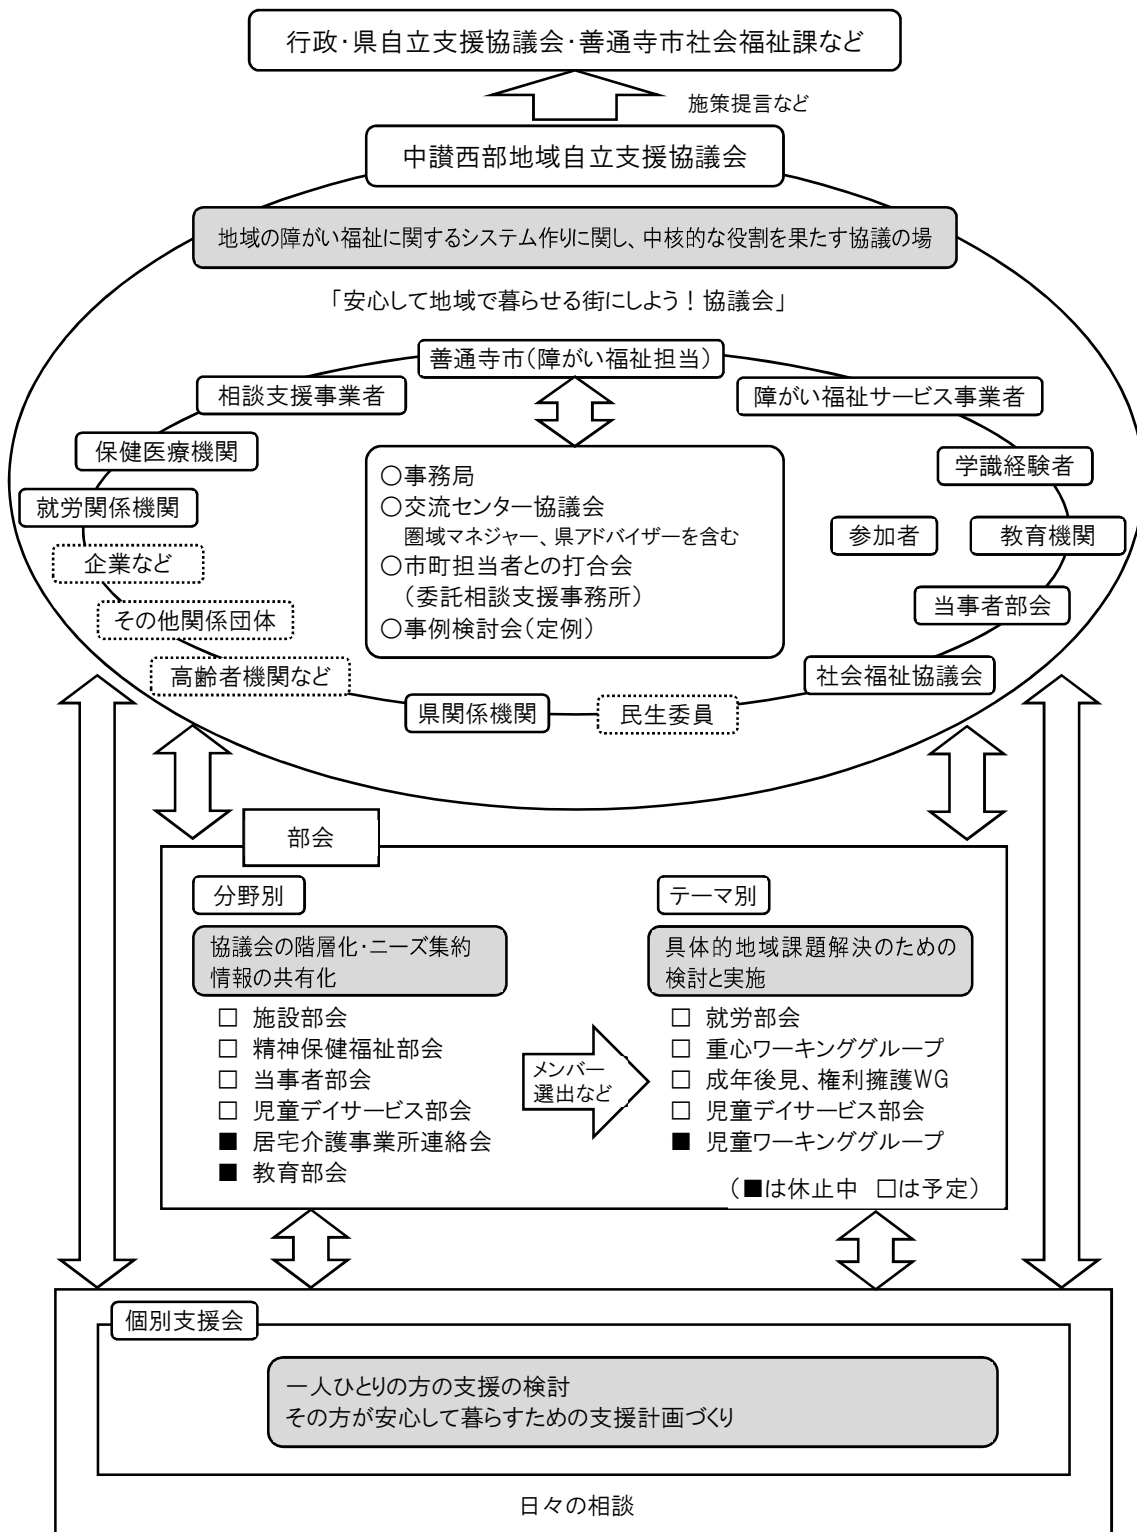 行政・県自立支援協議会・善通寺市社会福祉課など
施策提言など
中讃西部地域自立支援協議会
地域の障がい福祉に関するシステム作りに関し、中核的な役割を果たす協議の場
「安心して地域で暮らせる街にしよう！協議会」
善通寺市（障がい福祉担当）
相談支援事業者
障がい福祉サービス事業者
保健医療機関
学識経験者
就労関係機関
参加者
教育機関
企業など
当事者部会
その他関係団体
高齢者機関など
社会福祉協議会
県関係機関
民生委員
○事務局
○交流センター協議会
圏域マネジャー、県アドバイザーを含む
○市町担当者との打合会
（委託相談支援事務所）
○事例検討会（定例）
部会
分野別
協議会の階層化・ニーズ集約
情報の共有化
□ 施設部会
□ 精神保健福祉部会
□ 当事者部会
□ 児童デイサービス部会
■ 居宅介護事業所連絡会
■ 教育部会
メンバー
選出など
テーマ別
具体的地域課題解決のための
検討と実施
□ 就労部会
□ 重心ワーキンググループ
□ 成年後見、権利擁護WG
□ 児童デイサービス部会
■ 児童ワーキンググループ
（■は休止中 □は予定）
個別支援会
一人ひとりの方の支援の検討
その方が安心して暮らすための支援計画づくり
日々の相談